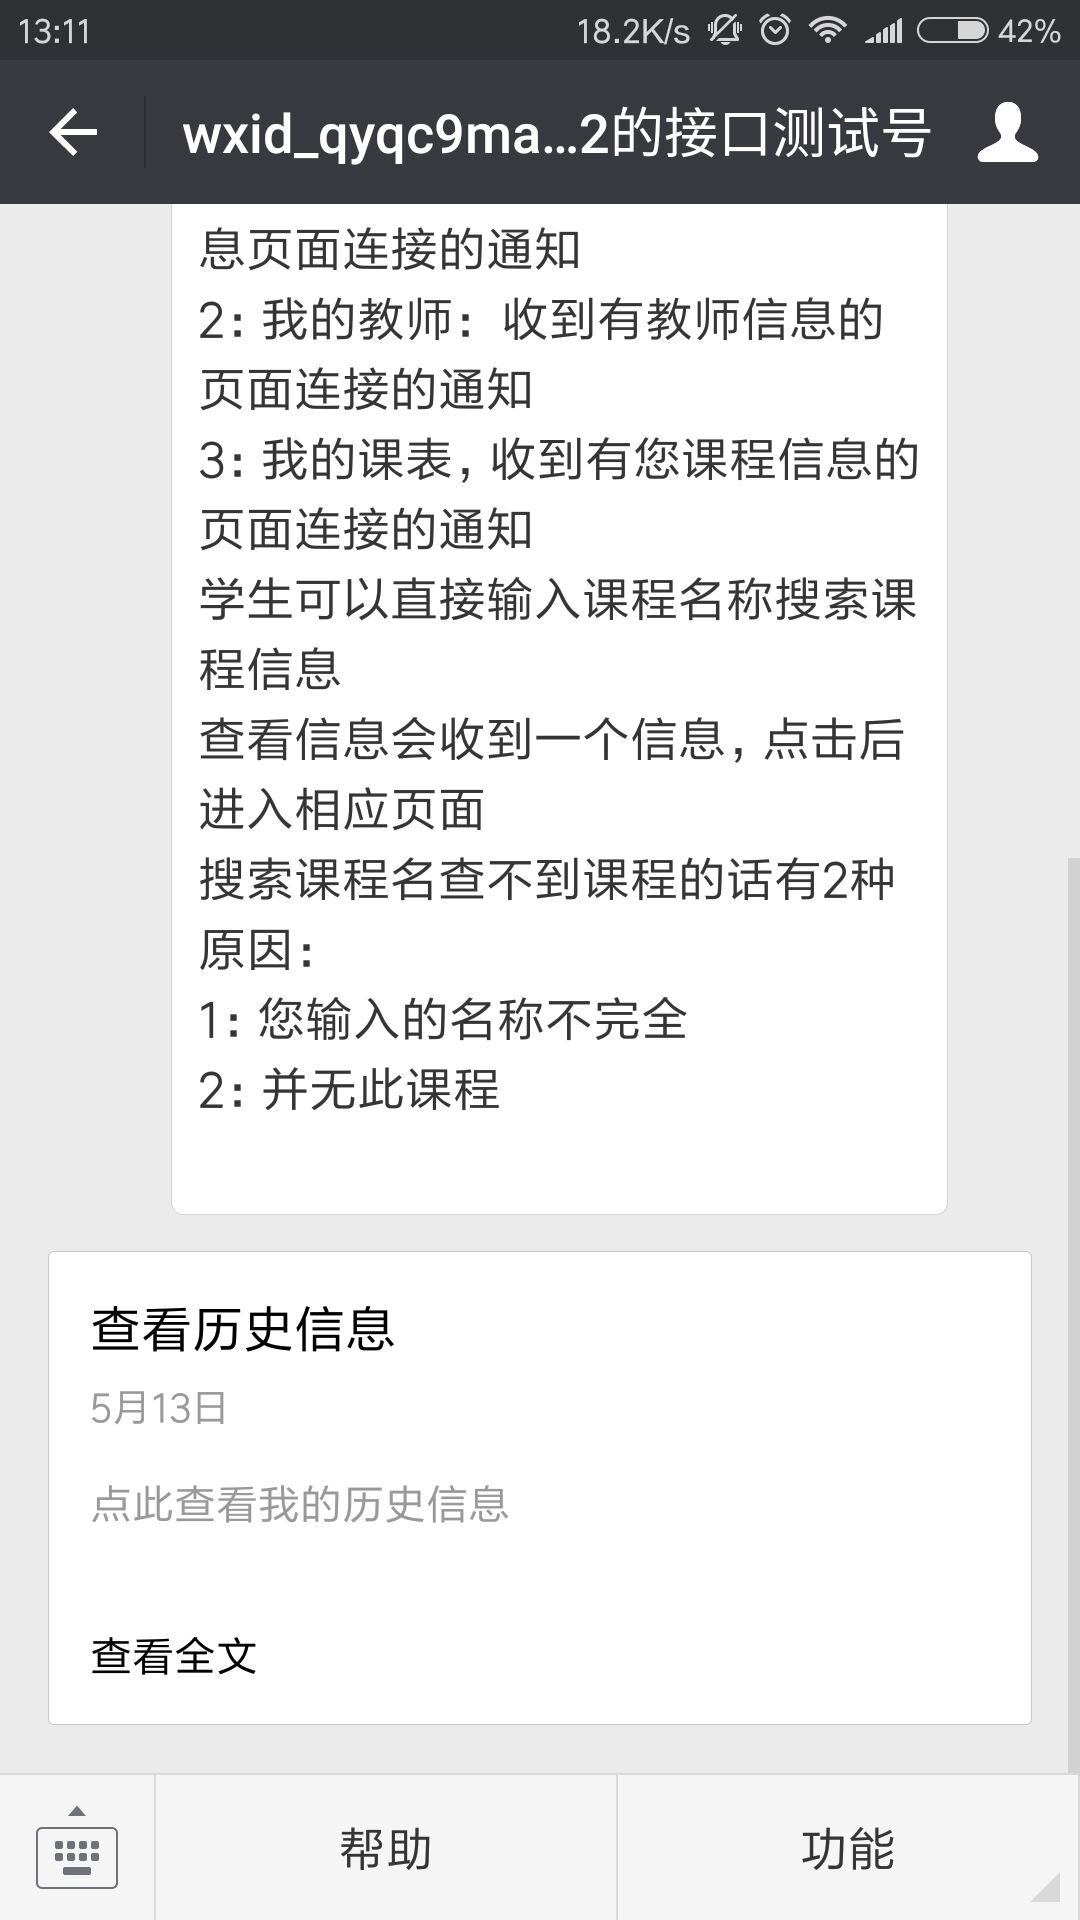 13:11 18.2K/s 42%
wxid_qyqc9ma...2的接口测试号
息页面连接的通知
2：我的教师：收到有教师信息的
页面连接的通知
3：我的课表，收到有您课程信息的
页面连接的通知
学生可以直接输入课程名称搜索课
程信息
查看信息会收到一个信息，点击后
进入相应页面
搜索课程名查不到课程的话有2种
原因：
1：您输入的名称不完全
2：并无此课程
查看历史信息
5月13日
点此查看我的历史信息
查看全文
帮助 功能